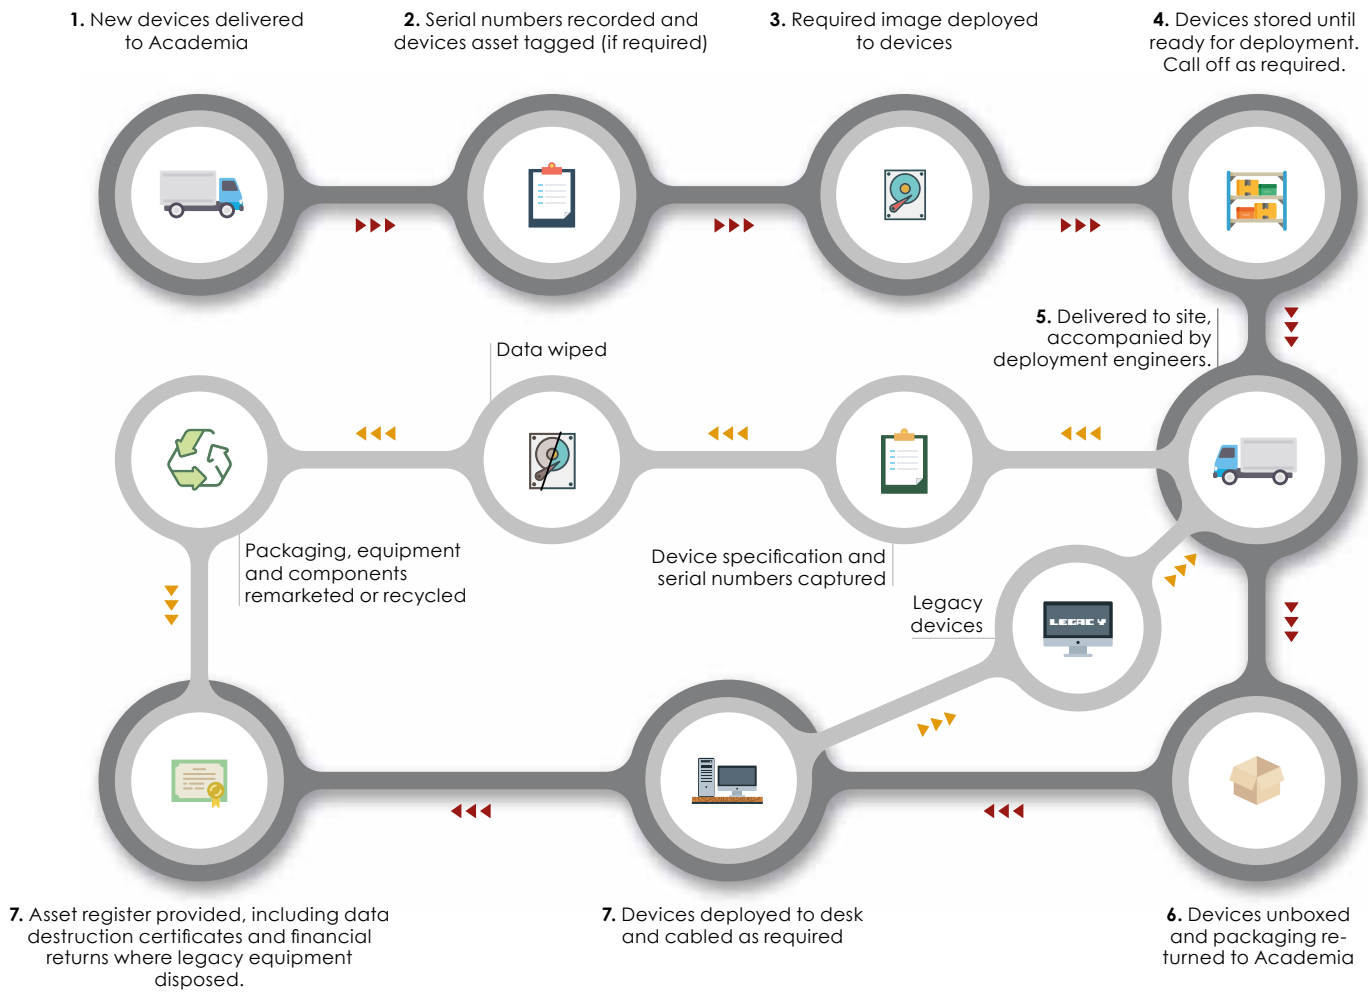 1. New devices delivered
to Academia
2. Serial numbers recorded and
devices asset tagged (if required)
3. Required image deployed
to devices
4. Devices stored until
ready for deployment.
Call off as required.
5. Delivered to site,
accompanied by
deployment engineers.
Data wiped
Packaging, equipment
and components
remarketed or recycled
Device specification and
serial numbers captured
Legacy
devices
LEGACY
7. Asset register provided, including data
destruction certificates and financial
returns where legacy equipment
disposed.
7. Devices deployed to desk
and cabled as required
6. Devices unboxed
and packaging re-
turned to Academia